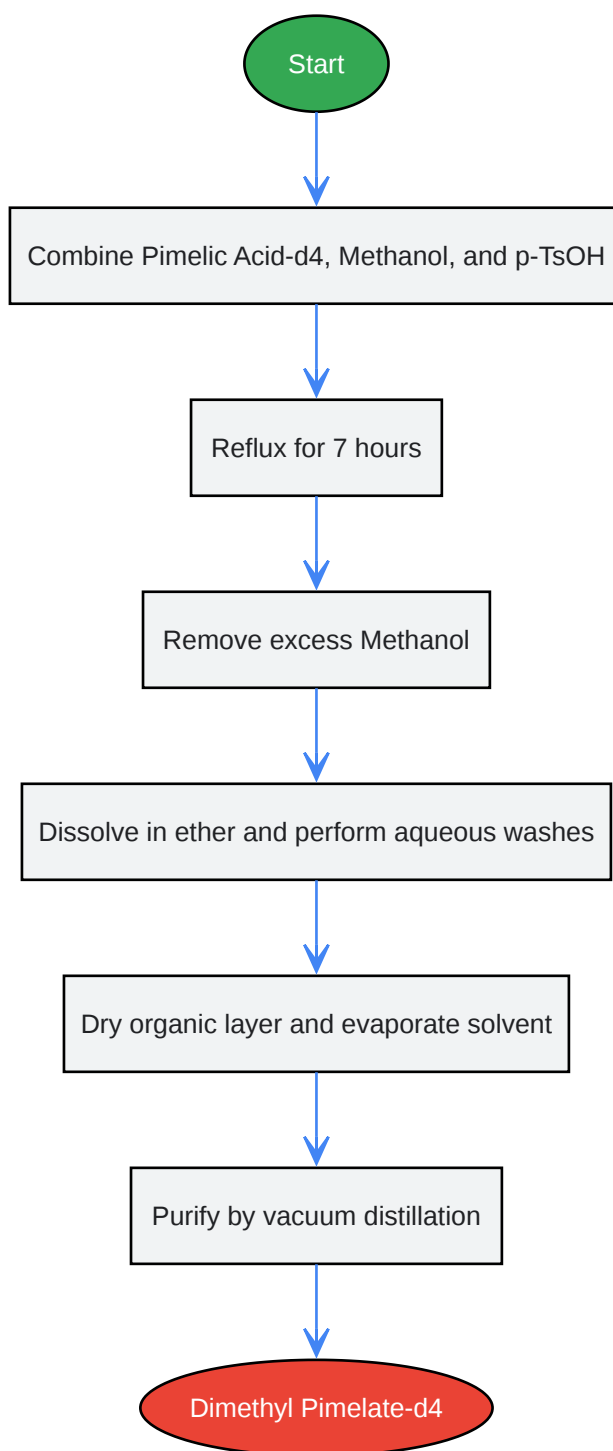 Start
Combine Pimelic Acid-d4, Methanol, and p-TsOH
Reflux for 7 hours
Remove excess Methanol
Dissolve in ether and perform aqueous washes
Dry organic layer and evaporate solvent
Purify by vacuum distillation
Dimethyl Pimelate-d4